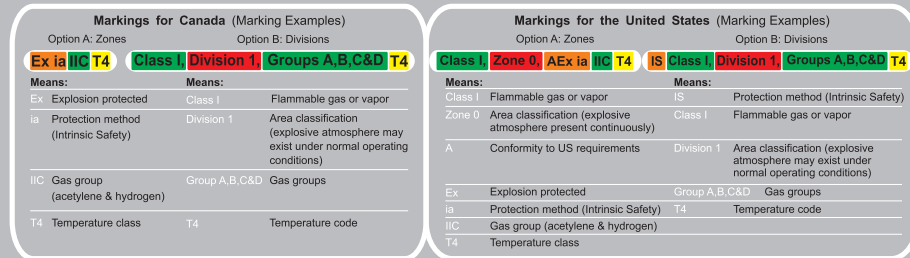 Markings for Canada (Marking Examples)
Option A: Zones
Option B: Divisions
Ex ia IIC T4
Class I, Division 1, Groups A,B,C&D T4
Means:
Means:
Ex Explosion protected
Class I Flammable gas or vapor
ia Protection method
(Intrinsic Safety)
Division 1 Area classification
(explosive atmosphere may
exist under normal operating
conditions)
IIC Gas group
(acetylene & hydrogen)
Group A,B,C&D Gas groups
T4 Temperature class
T4 Temperature code
Markings for the United States (Marking Examples)
Option A: Zones
Option B: Divisions
Class I, Zone 0, AEx ia IIC T4
IS Class I, Division 1, Groups A,B,C&D T4
Means:
Means:
Class I Flammable gas or vapor
IS Protection method (Intrinsic Safety)
Zone 0 Area classification (explosive
atmosphere present continuously)
Class I Flammable gas or vapor
A Conformity to US requirements
Division 1 Area classification (explosive
atmosphere may exist under
normal operating conditions)
Ex Explosion protected
Group A,B,C&D Gas groups
ia Protection method (Intrinsic Safety)
T4 Temperature code
IIC Gas group (acetylene & hydrogen)
T4 Temperature class